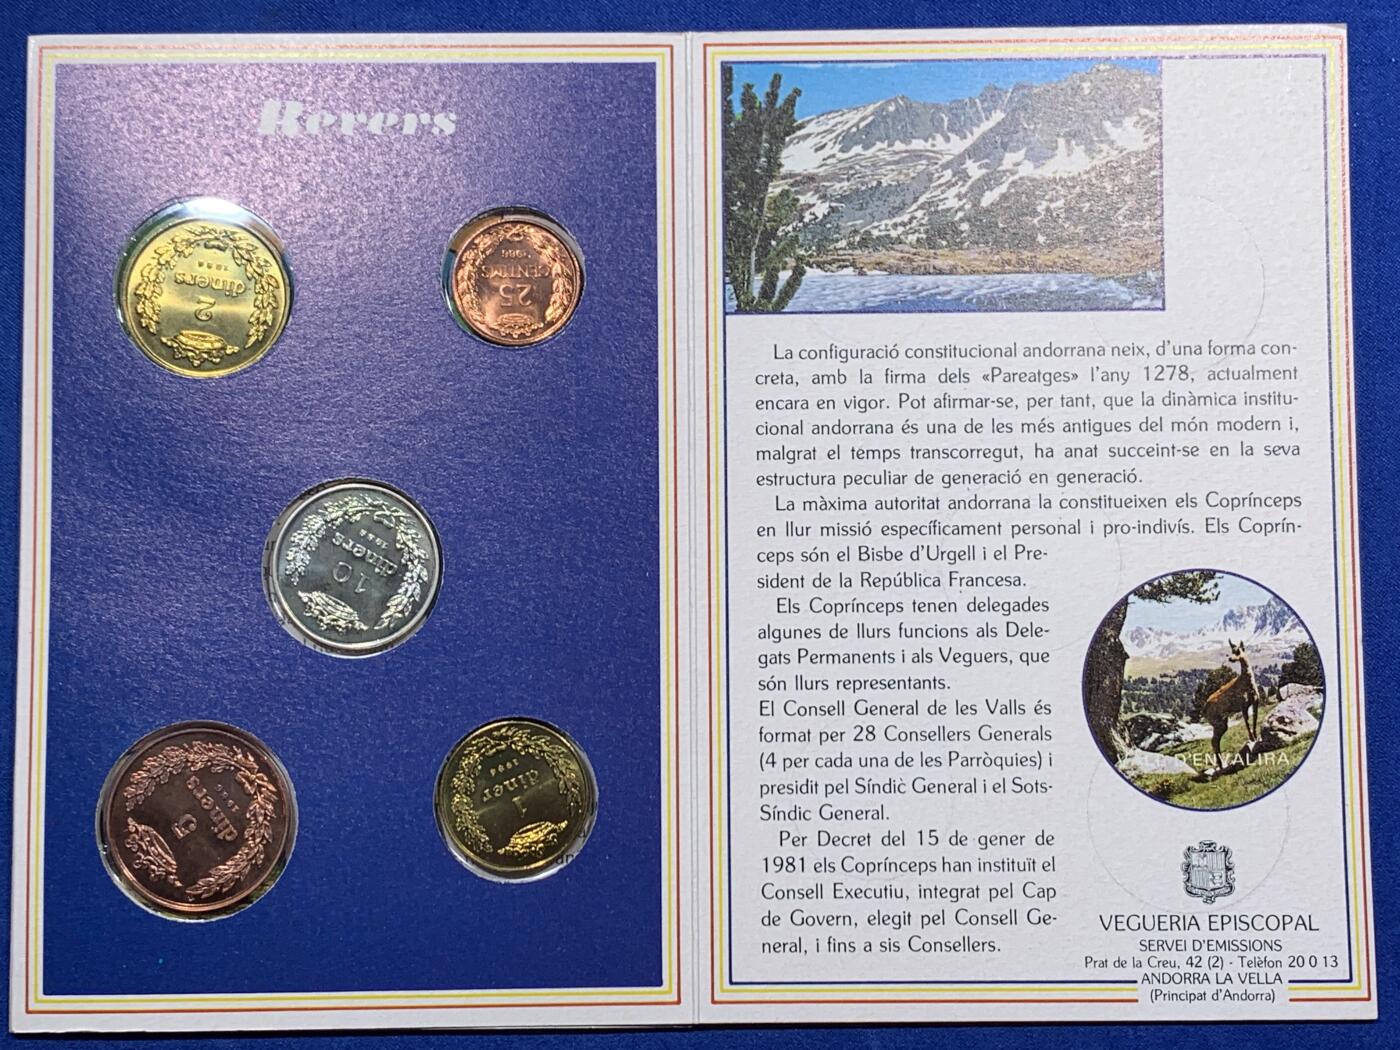 Revers
2
diners
1984
25
CENTIMS
1986
10
diners
5
diners
1
diner
La configuració constitucional andorrana neix, d'una forma con-
creta, amb la firma dels «Pareatges» l'any 1278, actualment
encara en vigor. Pot afirmar-se, per tant, que la dinàmica institu-
cional andorrana és una de les més antigues del món modern i,
malgrat el temps transcorregut, ha anat succeint-se en la seva
estructura peculiar de generació en generació.
La màxima autoritat andorrana la constitueixen els Coprínceps
en llur missió específicament personal i pro-indivís. Els Coprín-
ceps són el Bisbe d'Urgell i el Pre-
sident de la República Francesa.
Els Coprínceps tenen delegades
algunes de llurs funcions als Dele-
gats Permanents i als Veguers, que
són llurs representants.
El Consell General de les Valls és
format per 28 Consellers Generals
(4 per cada una de les Parròquies) i
presidit pel Síndic General i el Sots-
Síndic General.
Per Decret del 15 de gener de
1981 els Coprínceps han instituït el
Consell Executiu, integrat pel Cap
de Govern, elegit pel Consell Ge-
neral, i fins a sis Consellers.
D'ENVALIRA
VEGUERIA EPISCOPAL
SERVEI D'EMISSIONS
Prat de la Creu, 42 (2) - Telèfon 20 0 13
ANDORRA LA VELLA
(Principat d'Andorra)